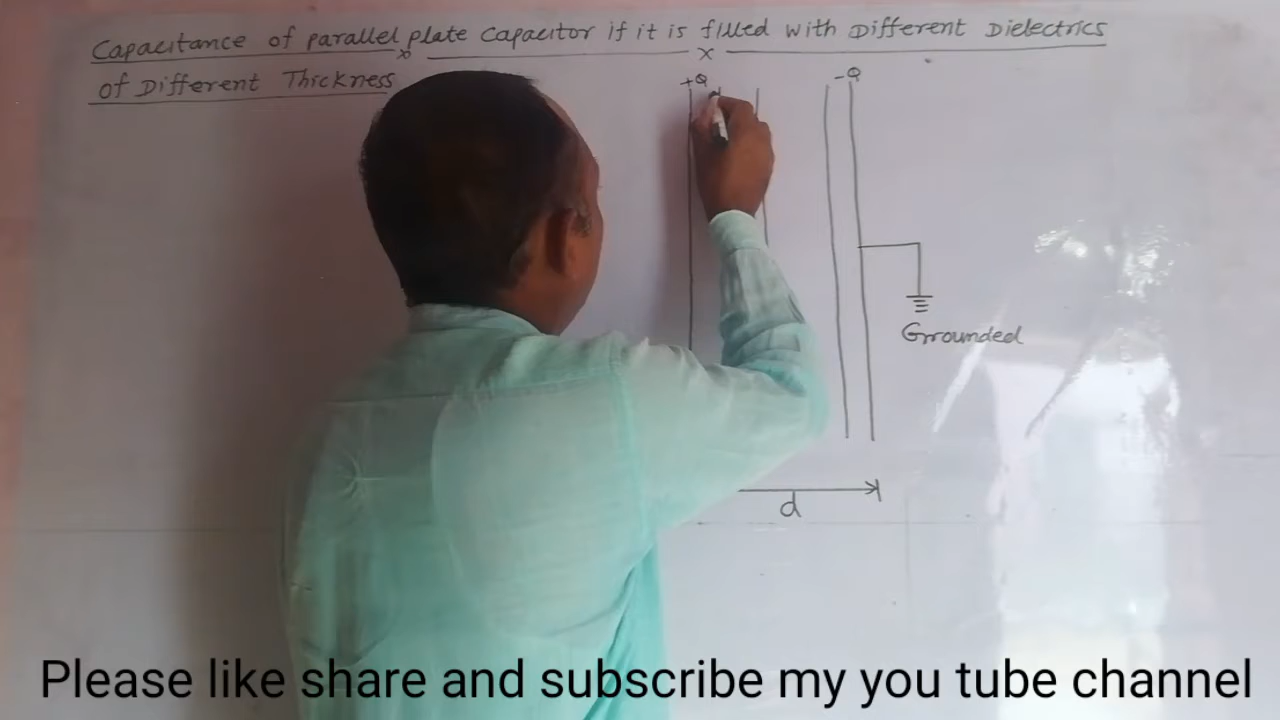 Capacitance of parallel plate Capacitor if it is filled with Different Dielectrics
of Different Thickness
+Q -Q
Grrounded
d
Please like share and subscribe my you tube channel